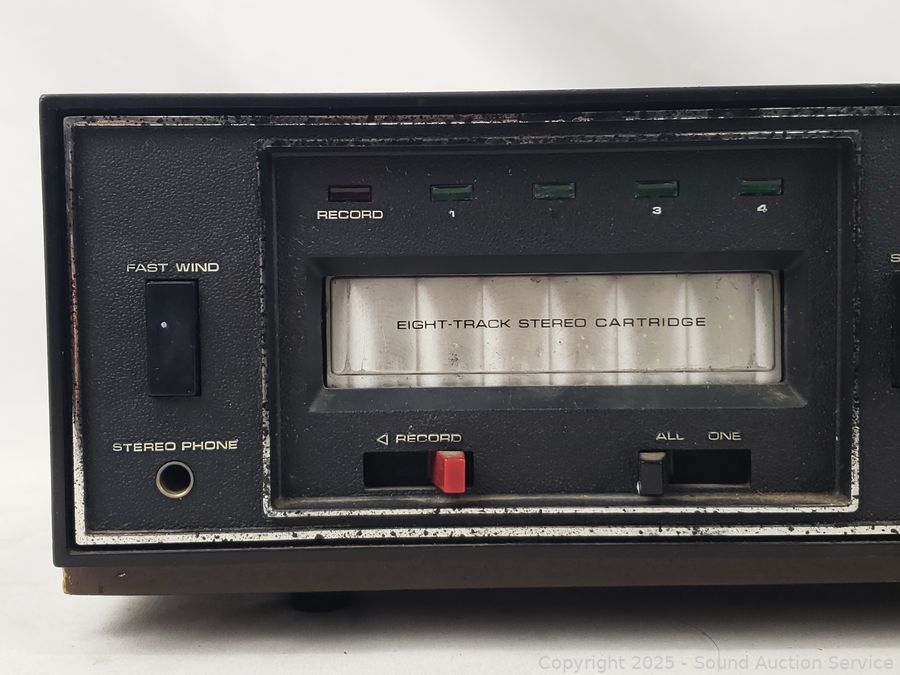 RECORD
1
3
4
FAST WIND
S
EIGHT-TRACK STEREO CARTRIDGE
STEREO PHONE
◁ RECORD
ALL ONE
Copyright 2025 - Sound Auction Service